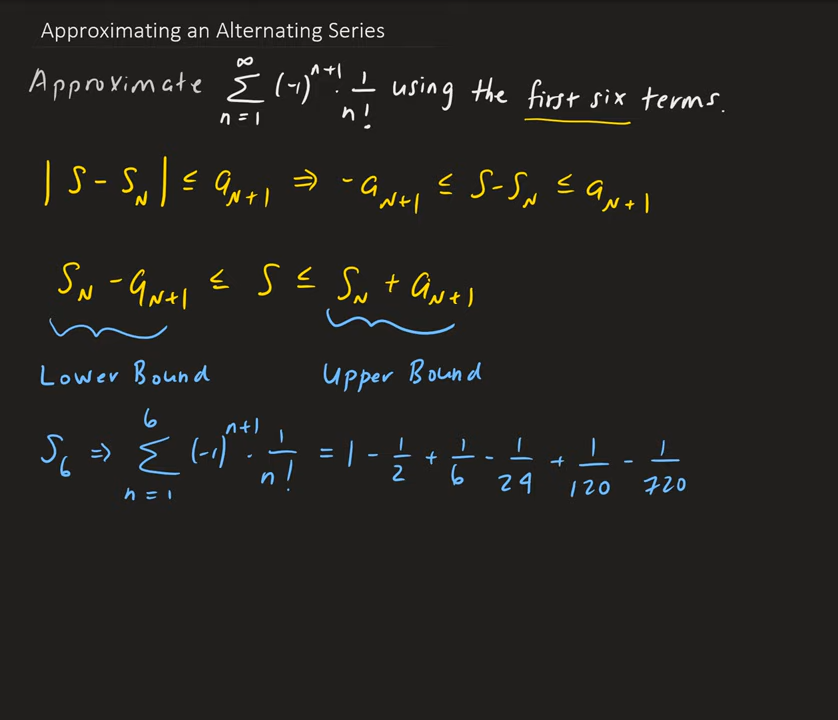 Approximating an Alternating Series
Approximate ∑_{n=1}^{∞} (-1)^{n+1} · 1/n! using the first six terms.
|S - S_N| ≤ a_{N+1} ⇒ -a_{N+1} ≤ S - S_N ≤ a_{N+1}
S_N - a_{N+1} ≤ S ≤ S_N + a_{N+1}
Lower Bound Upper Bound
S_6 ⇒ ∑_{n=1}^{6} (-1)^{n+1} · 1/n! = 1 - 1/2 + 1/6 - 1/24 + 1/120 - 1/720